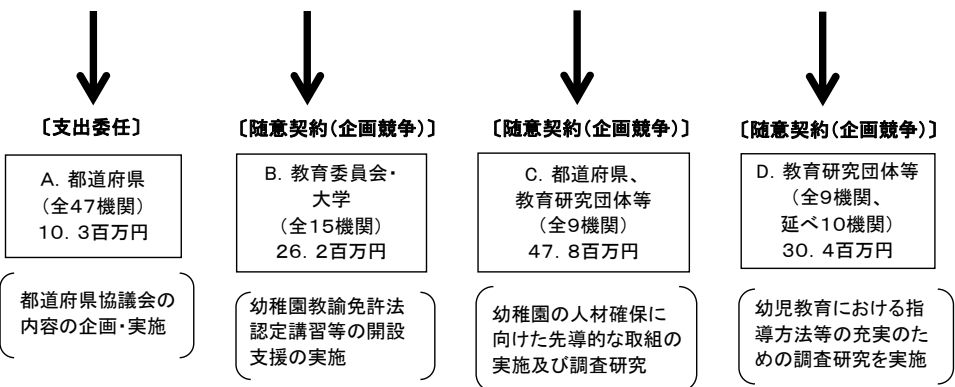 〔支出委任〕
A. 都道府県
(全47機関)
10. 3百万円
都道府県協議会の
内容の企画・実施
〔随意契約(企画競争)〕
B. 教育委員会・
大学
(全15機関)
26. 2百万円
幼稚園教諭免許法
認定講習等の開設
支援の実施
〔随意契約(企画競争)〕
C. 都道府県、
教育研究団体等
(全9機関)
47. 8百万円
幼稚園の人材確保に
向けた先導的な取組の
実施及び調査研究
〔随意契約(企画競争)〕
D. 教育研究団体等
(全9機関、
延べ10機関)
30. 4百万円
幼児教育における指
導方法等の充実のた
めの調査研究を実施